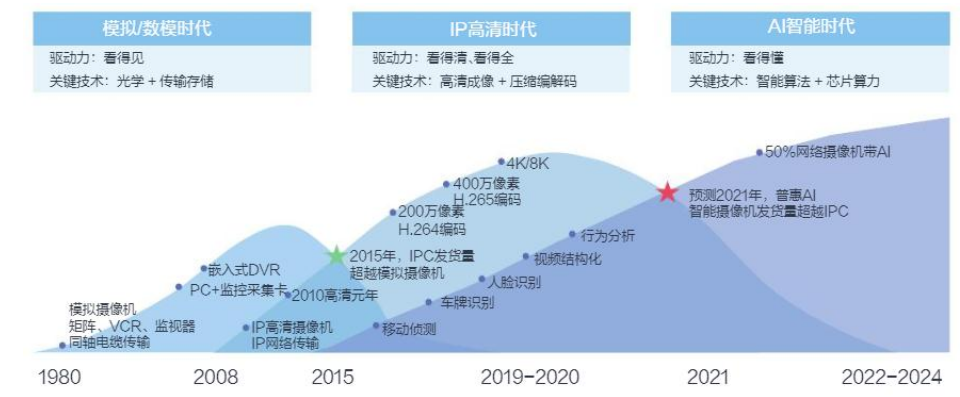 模拟/数模时代
驱动力：看得见
关键技术：光学 + 传输存储
IP高清时代
驱动力：看得清、看得全
关键技术：高清成像 + 压缩编解码
AI智能时代
驱动力：看得懂
关键技术：智能算法 + 芯片算力
50%网络摄像机带AI
4K/8K
400万像素
H.265编码
预测2021年，普惠AI
智能摄像机发货量超越IPC
200万像素
H.264编码
行为分析
2015年，IPC发货量
超越模拟摄像机
视频结构化
嵌入式DVR
人脸识别
PC+监控采集卡
2010高清元年
车牌识别
模拟摄像机
矩阵、VCR、监视器
同轴电缆传输
IP高清摄像机
IP网络传输
移动侦测
1980
2008
2015
2019-2020
2021
2022-2024